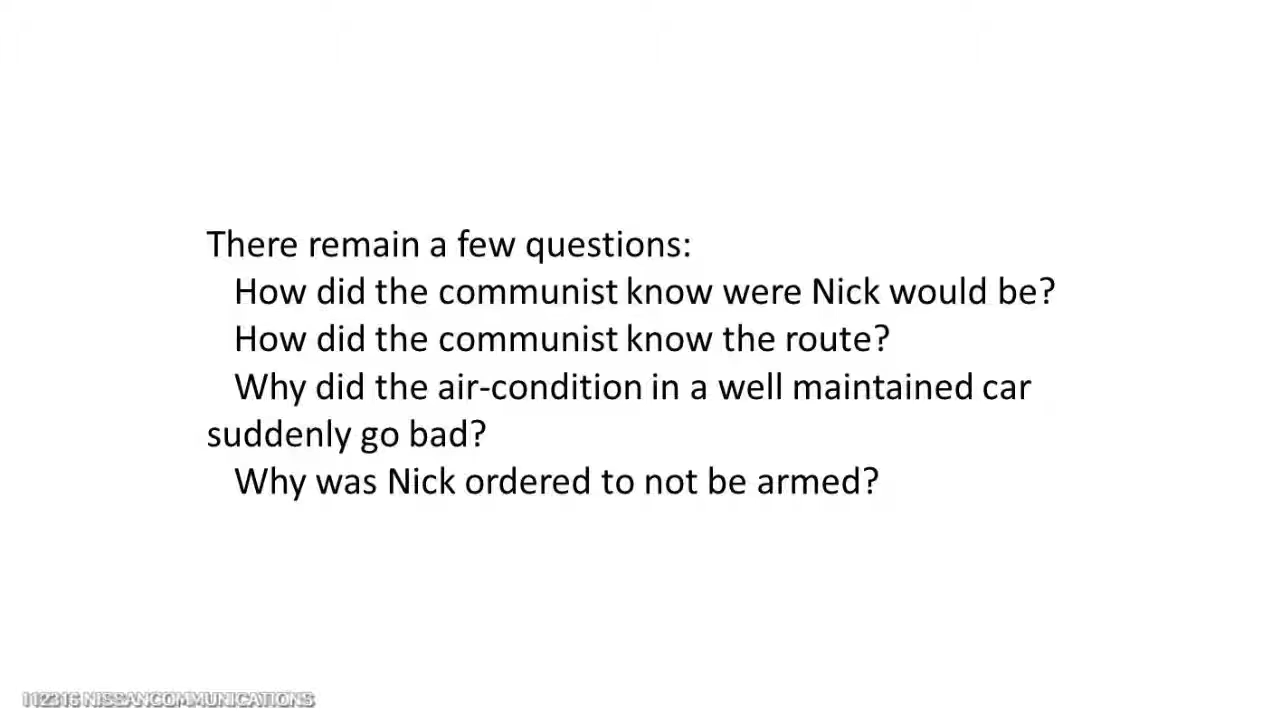 There remain a few questions:
How did the communist know were Nick would be?
How did the communist know the route?
Why did the air-condition in a well maintained car
suddenly go bad?
Why was Nick ordered to not be armed?
112316 NISSANCOMMUNICATIONS